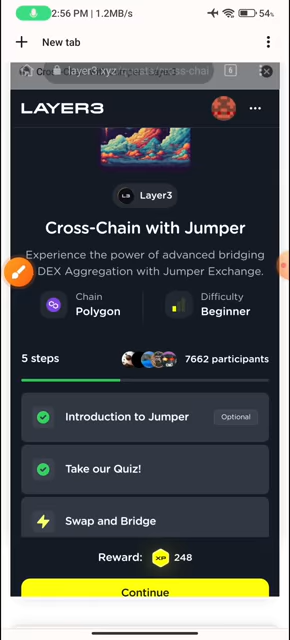 2:56 PM | 1.2MB/s
54%
New tab
layer3.xyz
6
LAYER3
Layer3
Cross-Chain with Jumper
Experience the power of advanced bridging
DEX Aggregation with Jumper Exchange.
Chain
Polygon
Difficulty
Beginner
5 steps
7662 participants
Introduction to Jumper
Optional
Take our Quiz!
Swap and Bridge
Reward: XP 248
Continue